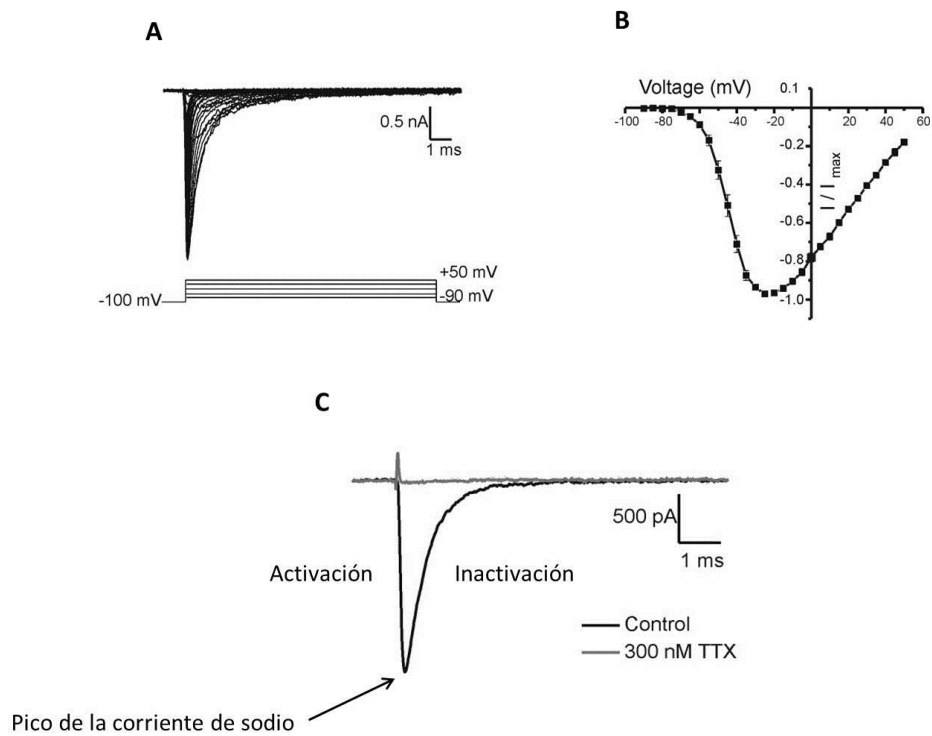 A
0.5 nA
1 ms
+50 mV
-100 mV
-90 mV
B
Voltage (mV)
0.1
-100 -80 -40 0 20 40 60
-0.2
-0.4
-0.6
-0.8
-1.0
I / I max
C
500 pA
1 ms
Activación
Inactivación
Control
300 nM TTX
Pico de la corriente de sodio